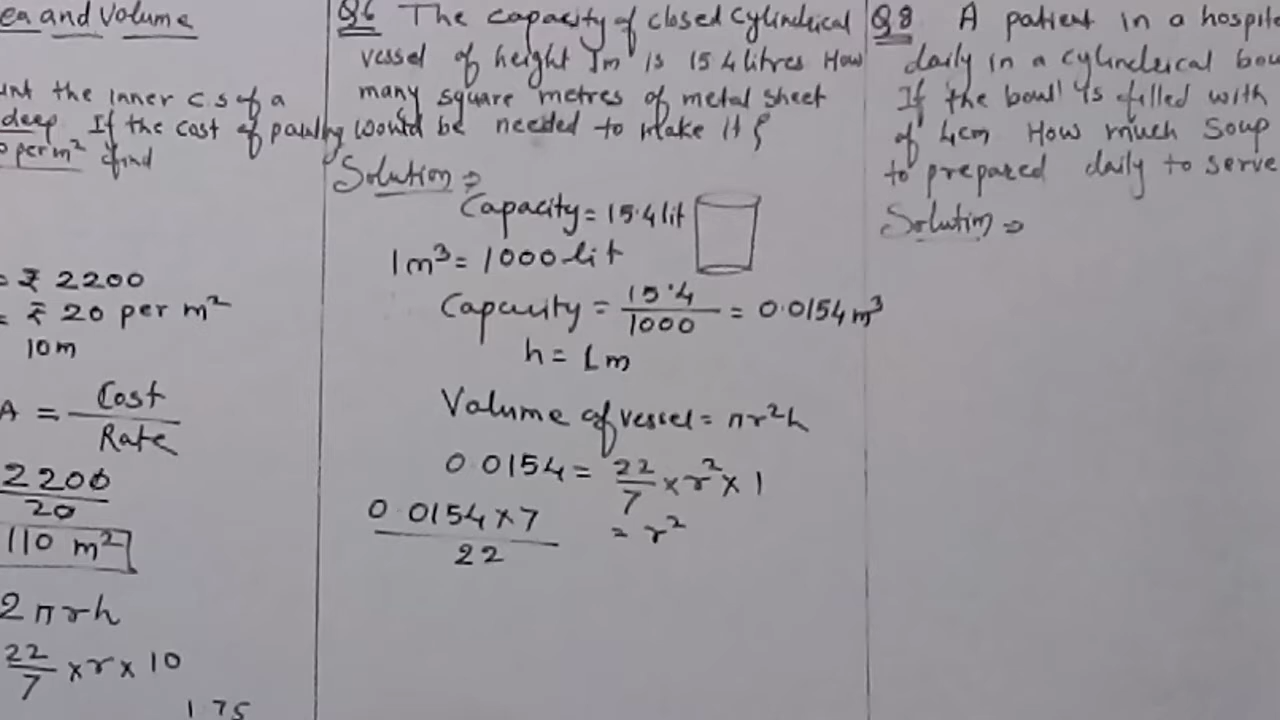 ea and Volume
int the inner c s of a
deep If the cost of painting
per m² find
= ₹ 2200
= ₹ 20 per m²
10m
A = Cost
Rate
2200
20
110 m²
2πrh
22
7 × r × 10
1.75
Q6 The capacity of closed cylindrical
vessel of height 1m is 15.4 litres How
many square metres of metal sheet
would be needed to make it ?
Solution ⇒
Capacity = 15.4 lit
1m³ = 1000 lit
Capacity = 15.4
1000 = 0.0154 m³
h = 1m
Volume of vessel = πr²h
0.0154 = 22
7 × r² × 1
0.0154 × 7
22 = r²
Q8 A patient in a hospit
daily in a cylinderical bow
If the bowl is filled with
of 4cm How much Soup
to prepared daily to serve
Solution ⇒